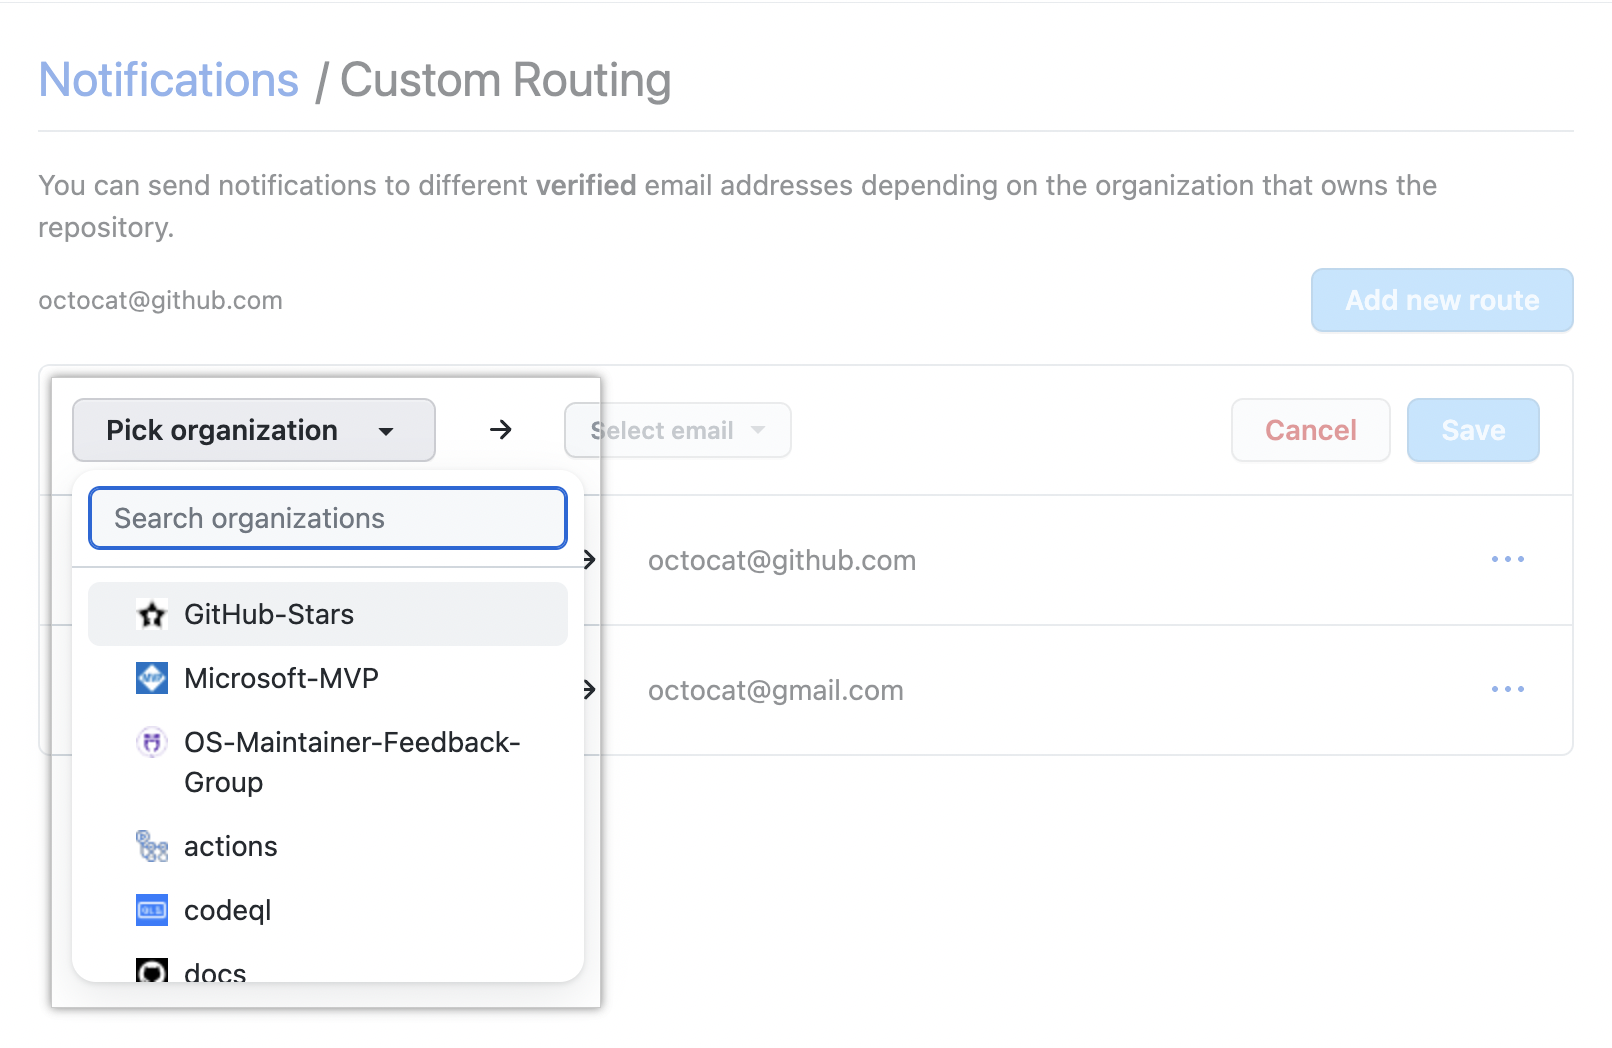 Notifications / Custom Routing
You can send notifications to different verified email addresses depending on the organization that owns the
repository.
octocat@github.com
Add new route
Pick organization → Select email
Cancel
Save
Search organizations
→ octocat@github.com
→ octocat@gmail.com
GitHub-Stars
Microsoft-MVP
OS-Maintainer-Feedback-
Group
actions
codeql
docs